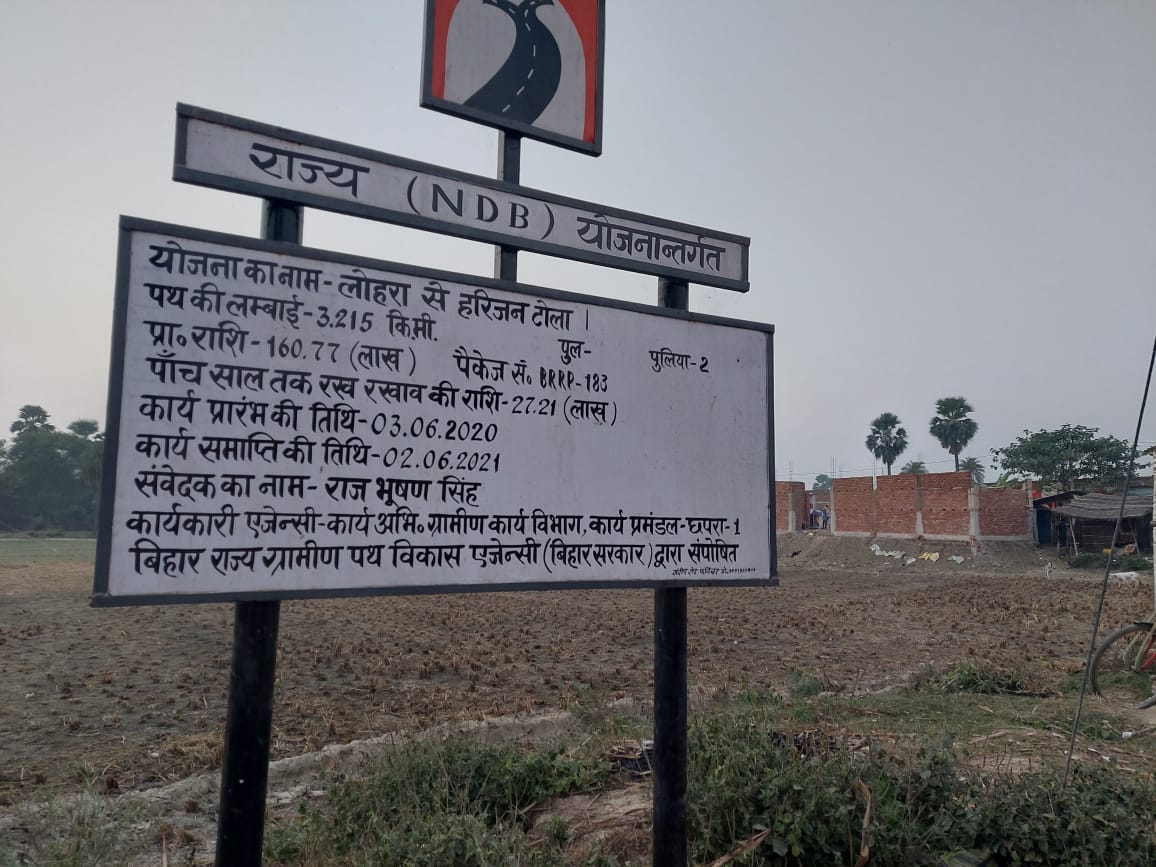 राज्य (NDB) योजनान्तर्गत
योजना का नाम - लोहरा से हरिजन टोला ।
पथ की लम्बाई - 3.215 कि.मी. पुल- पुलिया-2
प्रा० राशि - 160.77 (लाख) पैकेज सं० BRRP-183
पाँच साल तक रख रखाव की राशि - 27.21 (लाख)
कार्य प्रारंभ की तिथि - 03.06.2020
कार्य समाप्ति की तिथि - 02.06.2021
संवेदक का नाम - राज भूषण सिंह
कार्यकारी एजेन्सी - कार्य अभि. ग्रामीण कार्य विभाग, कार्य प्रमंडल - छपरा-1
बिहार राज्य ग्रामीण पथ विकास एजेन्सी (बिहार सरकार) द्वारा संपोषित